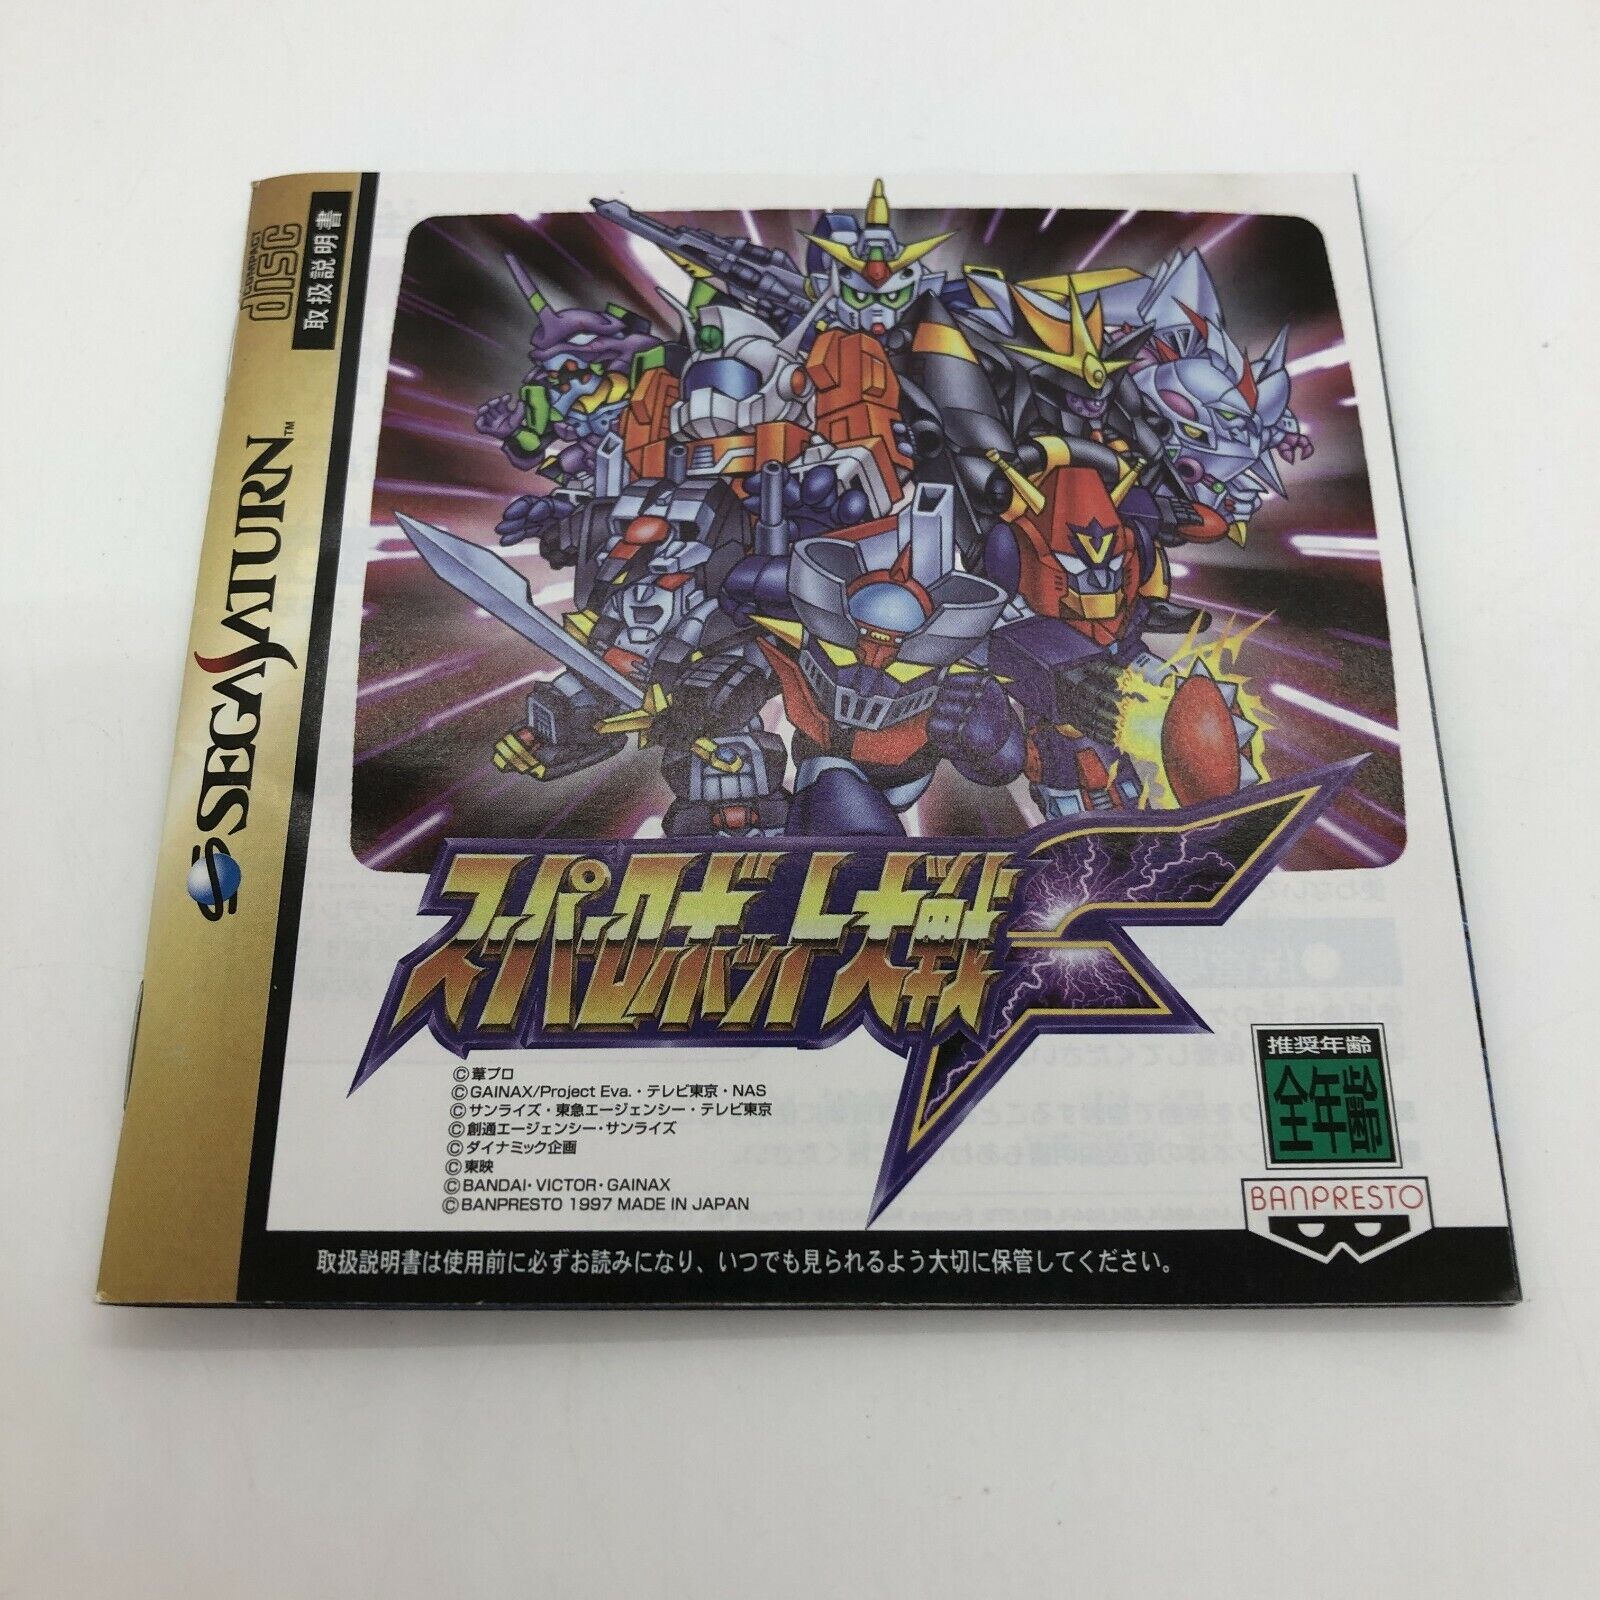 COMPACT
disc
取扱説明書
SEGA SATURN™
スーパーロボット大戦F
©葦プロ
©GAINAX/Project Eva.・テレビ東京・NAS
©サンライズ・東急エージェンシー・テレビ東京
©創通エージェンシー・サンライズ
©ダイナミック企画
©東映
©BANDAI・VICTOR・GAINAX
©BANPRESTO 1997 MADE IN JAPAN
推奨年齢
全年齢
BANPRESTO
取扱説明書は使用前に必ずお読みになり、いつでも見られるよう大切に保管してください。